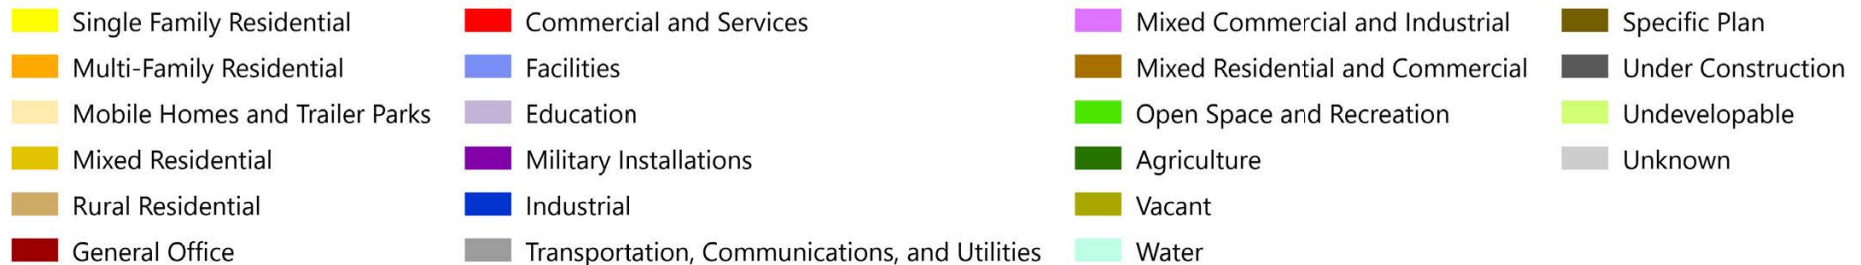 Single Family Residential
Multi-Family Residential
Mobile Homes and Trailer Parks
Mixed Residential
Rural Residential
General Office
Commercial and Services
Facilities
Education
Military Installations
Industrial
Transportation, Communications, and Utilities
Mixed Commercial and Industrial
Mixed Residential and Commercial
Open Space and Recreation
Agriculture
Vacant
Water
Specific Plan
Under Construction
Undevelopable
Unknown